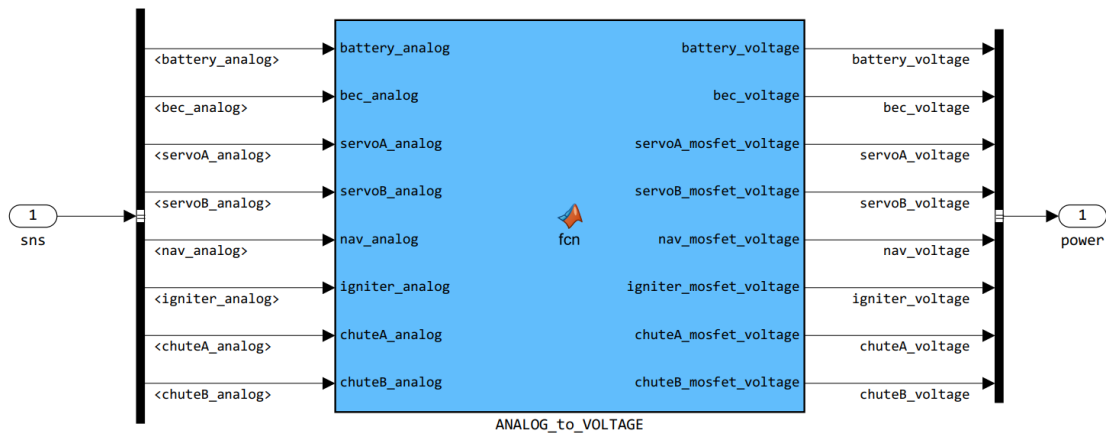 battery_analog battery_voltage
<battery_analog> battery_voltage
bec_analog bec_voltage
<bec_analog> bec_voltage
servoA_analog servoA_mosfet_voltage
<servoA_analog> servoA_voltage
servoB_analog servoB_mosfet_voltage
<servoB_analog> servoB_voltage
1 fcn 1
sns nav_analog nav_mosfet_voltage power
<nav_analog> nav_voltage
igniter_analog igniter_mosfet_voltage
<igniter_analog> igniter_voltage
chuteA_analog chuteA_mosfet_voltage
<chuteA_analog> chuteA_voltage
chuteB_analog chuteB_mosfet_voltage
<chuteB_analog> chuteB_voltage
ANALOG_to_VOLTAGE